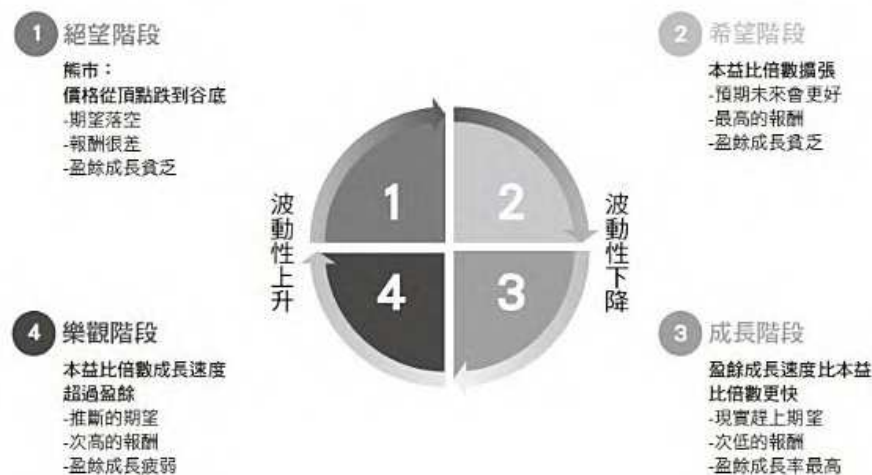 1 絕望階段
熊市：
價格從頂點跌到谷底
-期望落空
-報酬很差
-盈餘成長貧乏
2 希望階段
本益比倍數擴張
-預期未來會更好
-最高的報酬
-盈餘成長貧乏
波動性上升
1
2
4
3
波動性下降
4 樂觀階段
本益比倍數成長速度
超過盈餘
-推斷的期望
-次高的報酬
-盈餘成長疲弱
3 成長階段
盈餘成長速度比本益
比倍數更快
-現實趕上期望
-次低的報酬
-盈餘成長率最高